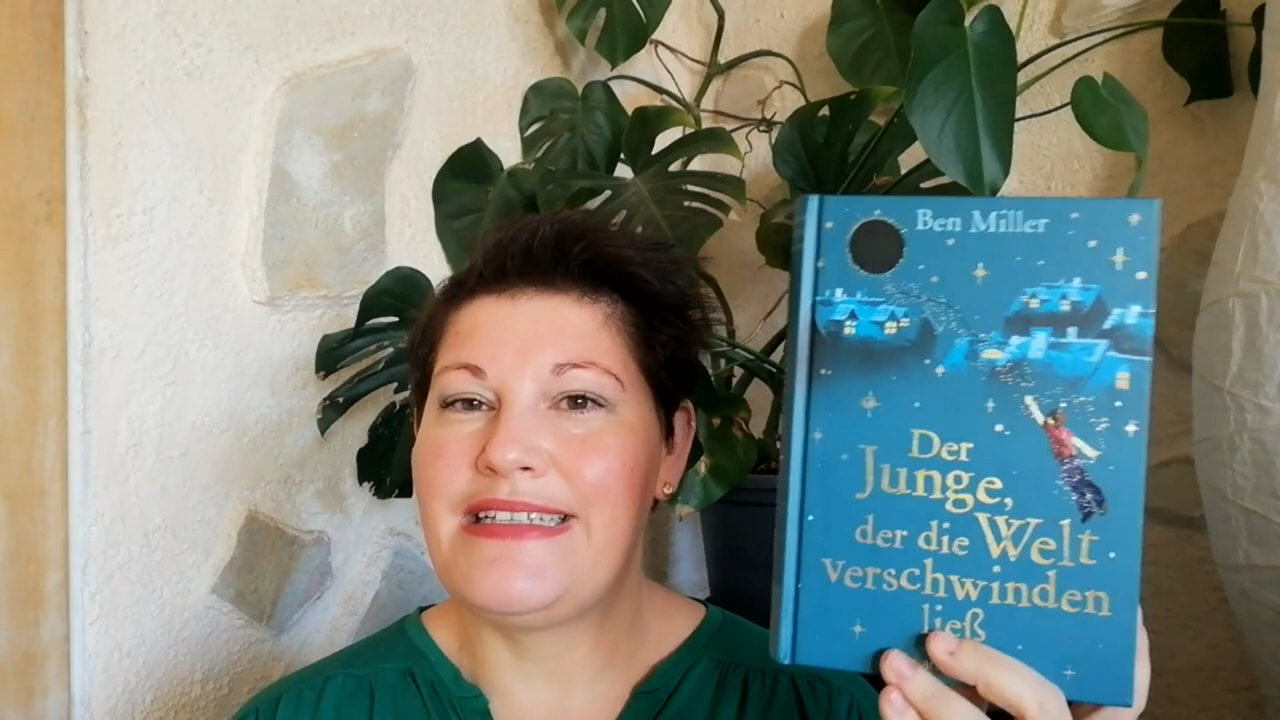 Ben Miller
Der
Junge,
der die Welt
verschwinden
ließ